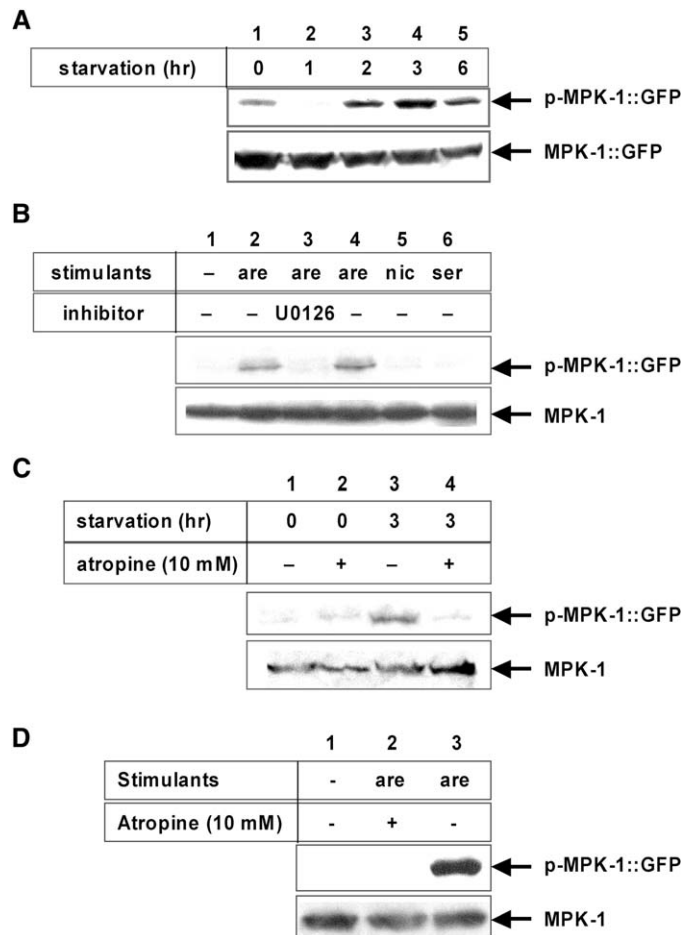 A
1 2 3 4 5
starvation (hr) 0 1 2 3 6
p-MPK-1::GFP
MPK-1::GFP
B
1 2 3 4 5 6
stimulants – are are are nic ser
inhibitor – – U0126 – – –
p-MPK-1::GFP
MPK-1
C
1 2 3 4
starvation (hr) 0 0 3 3
atropine (10 mM) – + – +
p-MPK-1::GFP
MPK-1
D
1 2 3
Stimulants - are are
Atropine (10 mM) - + -
p-MPK-1::GFP
MPK-1